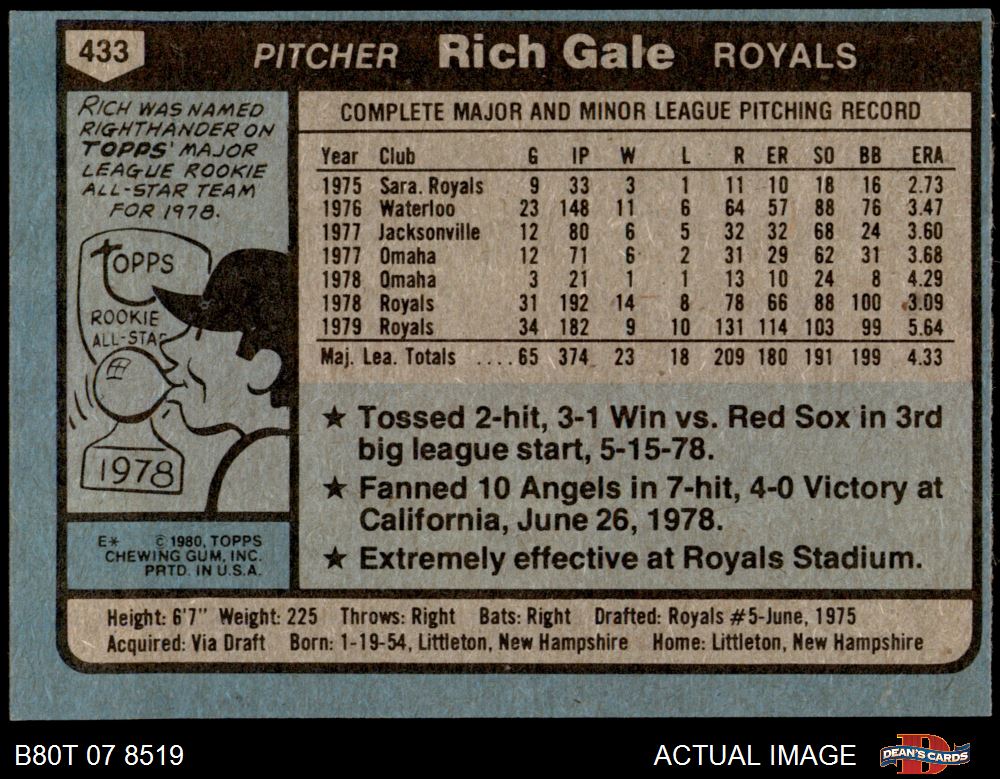 433 PITCHER Rich Gale ROYALS
RICH WAS NAMED
RIGHTHANDER ON
TOPPS' MAJOR
LEAGUE ROOKIE
ALL-STAR TEAM
FOR 1978.
TOPPS
ROOKIE
ALL-STAR
1978
E* © 1980, TOPPS
CHEWING GUM, INC.
PRTD. IN U.S.A.
COMPLETE MAJOR AND MINOR LEAGUE PITCHING RECORD
Year Club G IP W L R ER SO BB ERA
1975 Sara. Royals 9 33 3 1 11 10 18 16 2.73
1976 Waterloo 23 148 11 6 64 57 88 76 3.47
1977 Jacksonville 12 80 6 5 32 32 68 24 3.60
1977 Omaha 12 71 6 2 31 29 62 31 3.68
1978 Omaha 3 21 1 1 13 10 24 8 4.29
1978 Royals 31 192 14 8 78 66 88 100 3.09
1979 Royals 34 182 9 10 131 114 103 99 5.64
Maj. Lea. Totals ....65 374 23 18 209 180 191 199 4.33
★ Tossed 2-hit, 3-1 Win vs. Red Sox in 3rd
big league start, 5-15-78.
★ Fanned 10 Angels in 7-hit, 4-0 Victory at
California, June 26, 1978.
★ Extremely effective at Royals Stadium.
Height: 6'7" Weight: 225 Throws: Right Bats: Right Drafted: Royals #5-June, 1975
Acquired: Via Draft Born: 1-19-54, Littleton, New Hampshire Home: Littleton, New Hampshire
B80T 07 8519 ACTUAL IMAGE DEAN'S CARDS